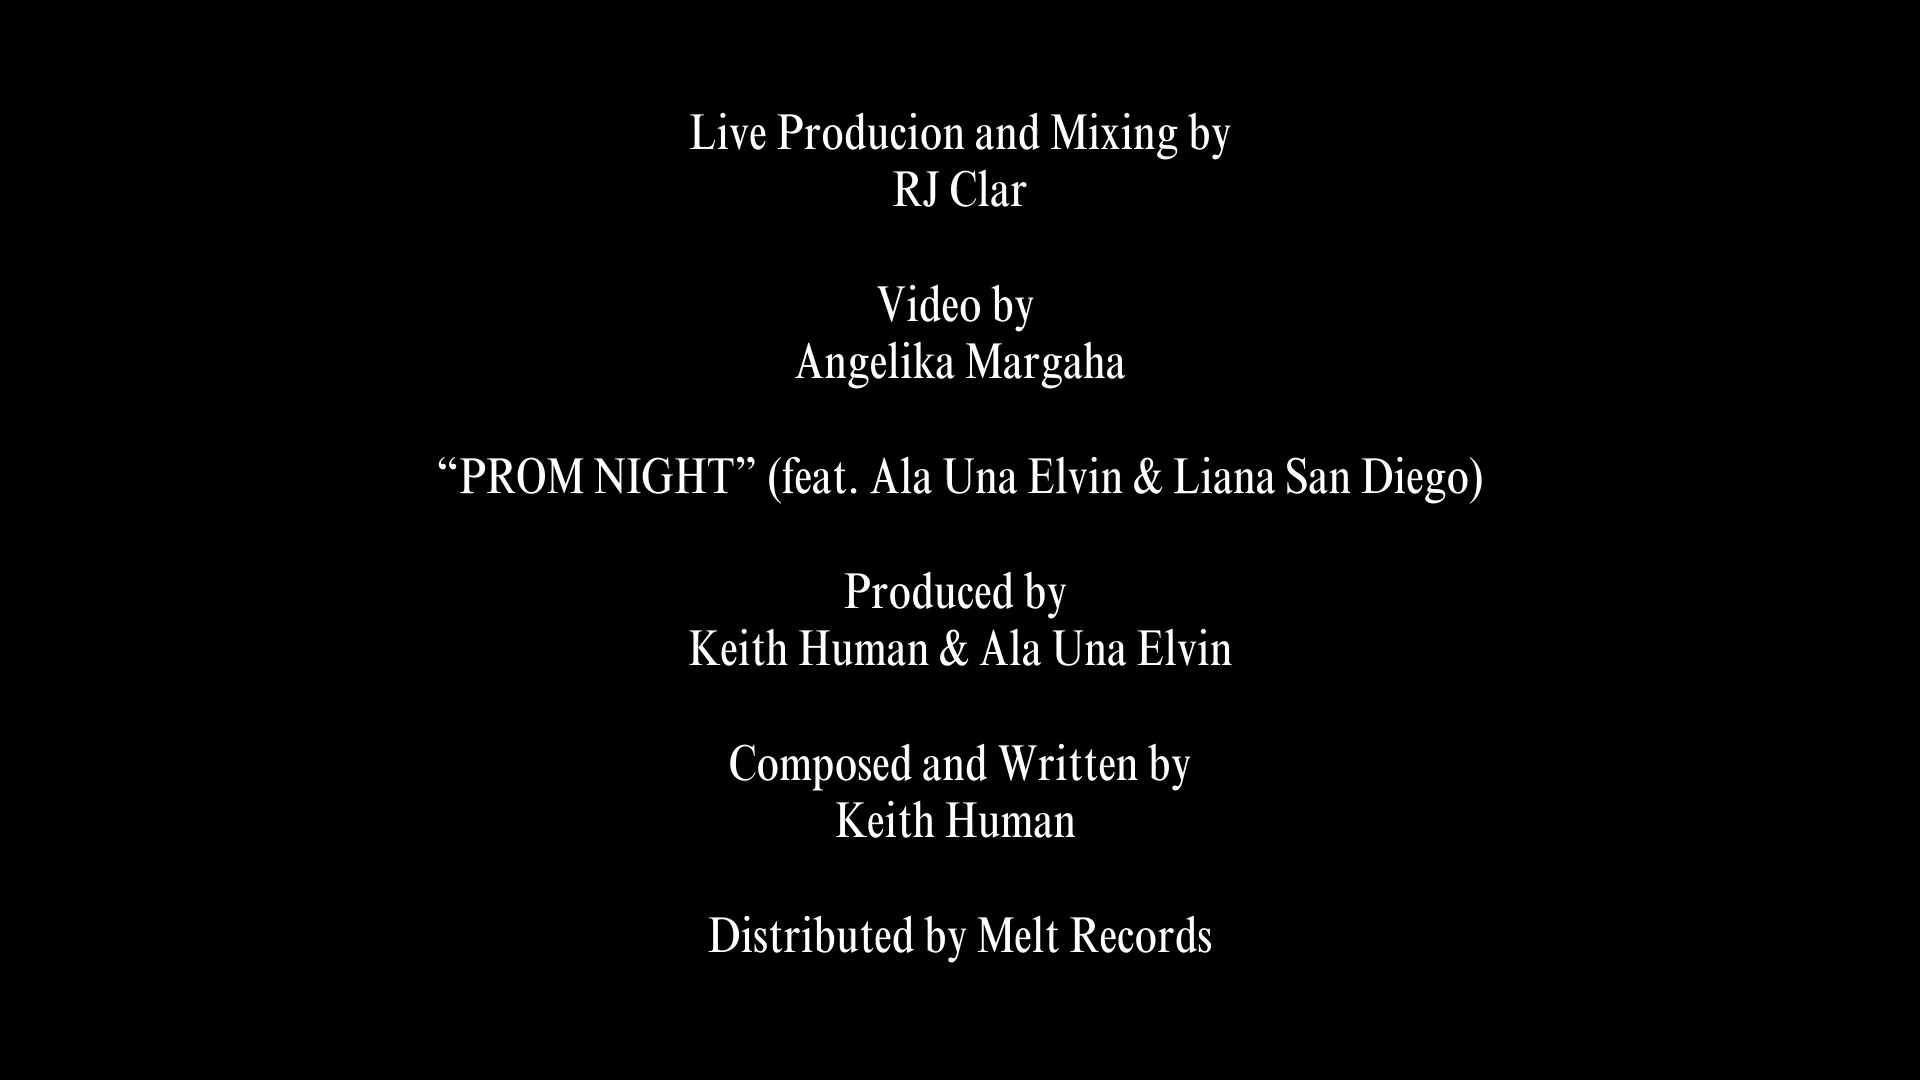 Live Producion and Mixing by
RJ Clar
Video by
Angelika Margaha
“PROM NIGHT” (feat. Ala Una Elvin & Liana San Diego)
Produced by
Keith Human & Ala Una Elvin
Composed and Written by
Keith Human
Distributed by Melt Records